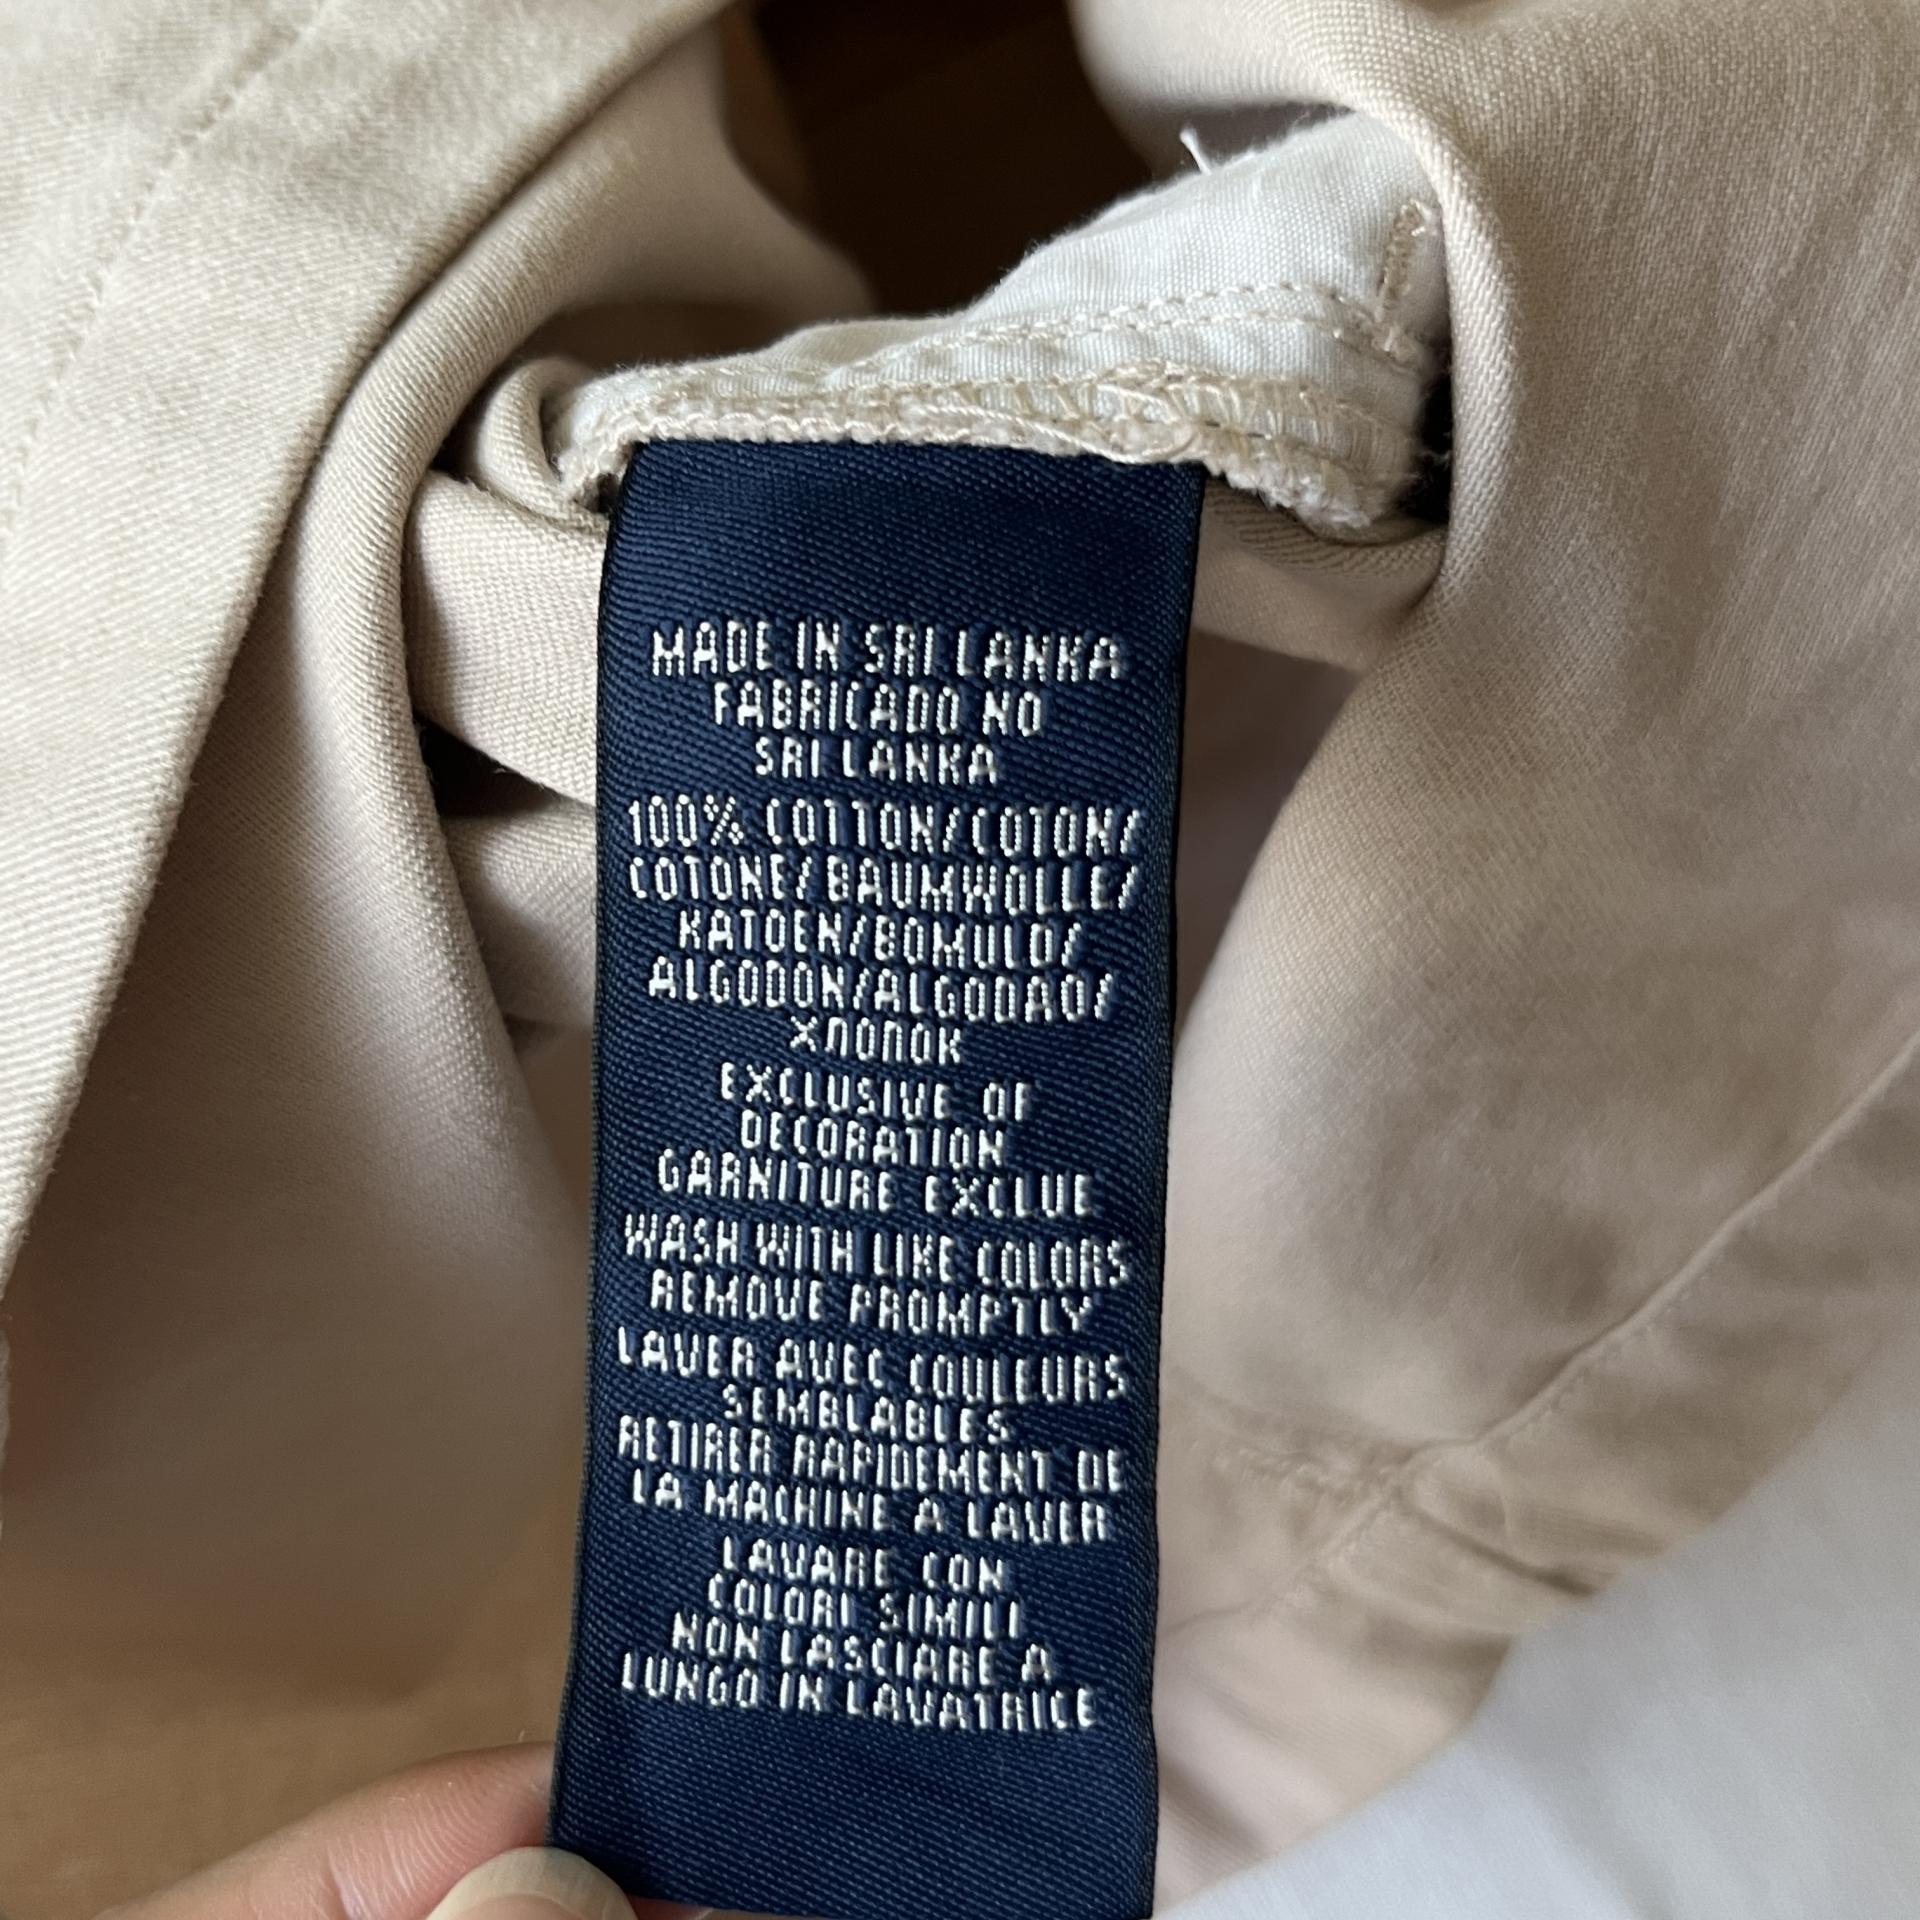 MADE IN SRI LANKA
FABRICADO NO
SRI LANKA
100% COTTON/COTON/
COTONE/BAUMWOLLE/
KATOEN/BOMULD/
ALGODON/ALGODAO/
ХЛОПОК
EXCLUSIVE OF
DECORATION
GARNITURE EXCLUE
WASH WITH LIKE COLORS
REMOVE PROMPTLY
LAVER AVEC COULEURS
SEMBLABLES
RETIRER RAPIDEMENT DE
LA MACHINE A LAVER
LAVARE CON
COLORI SIMILI
NON LASCIARE A
LUNGO IN LAVATRICE